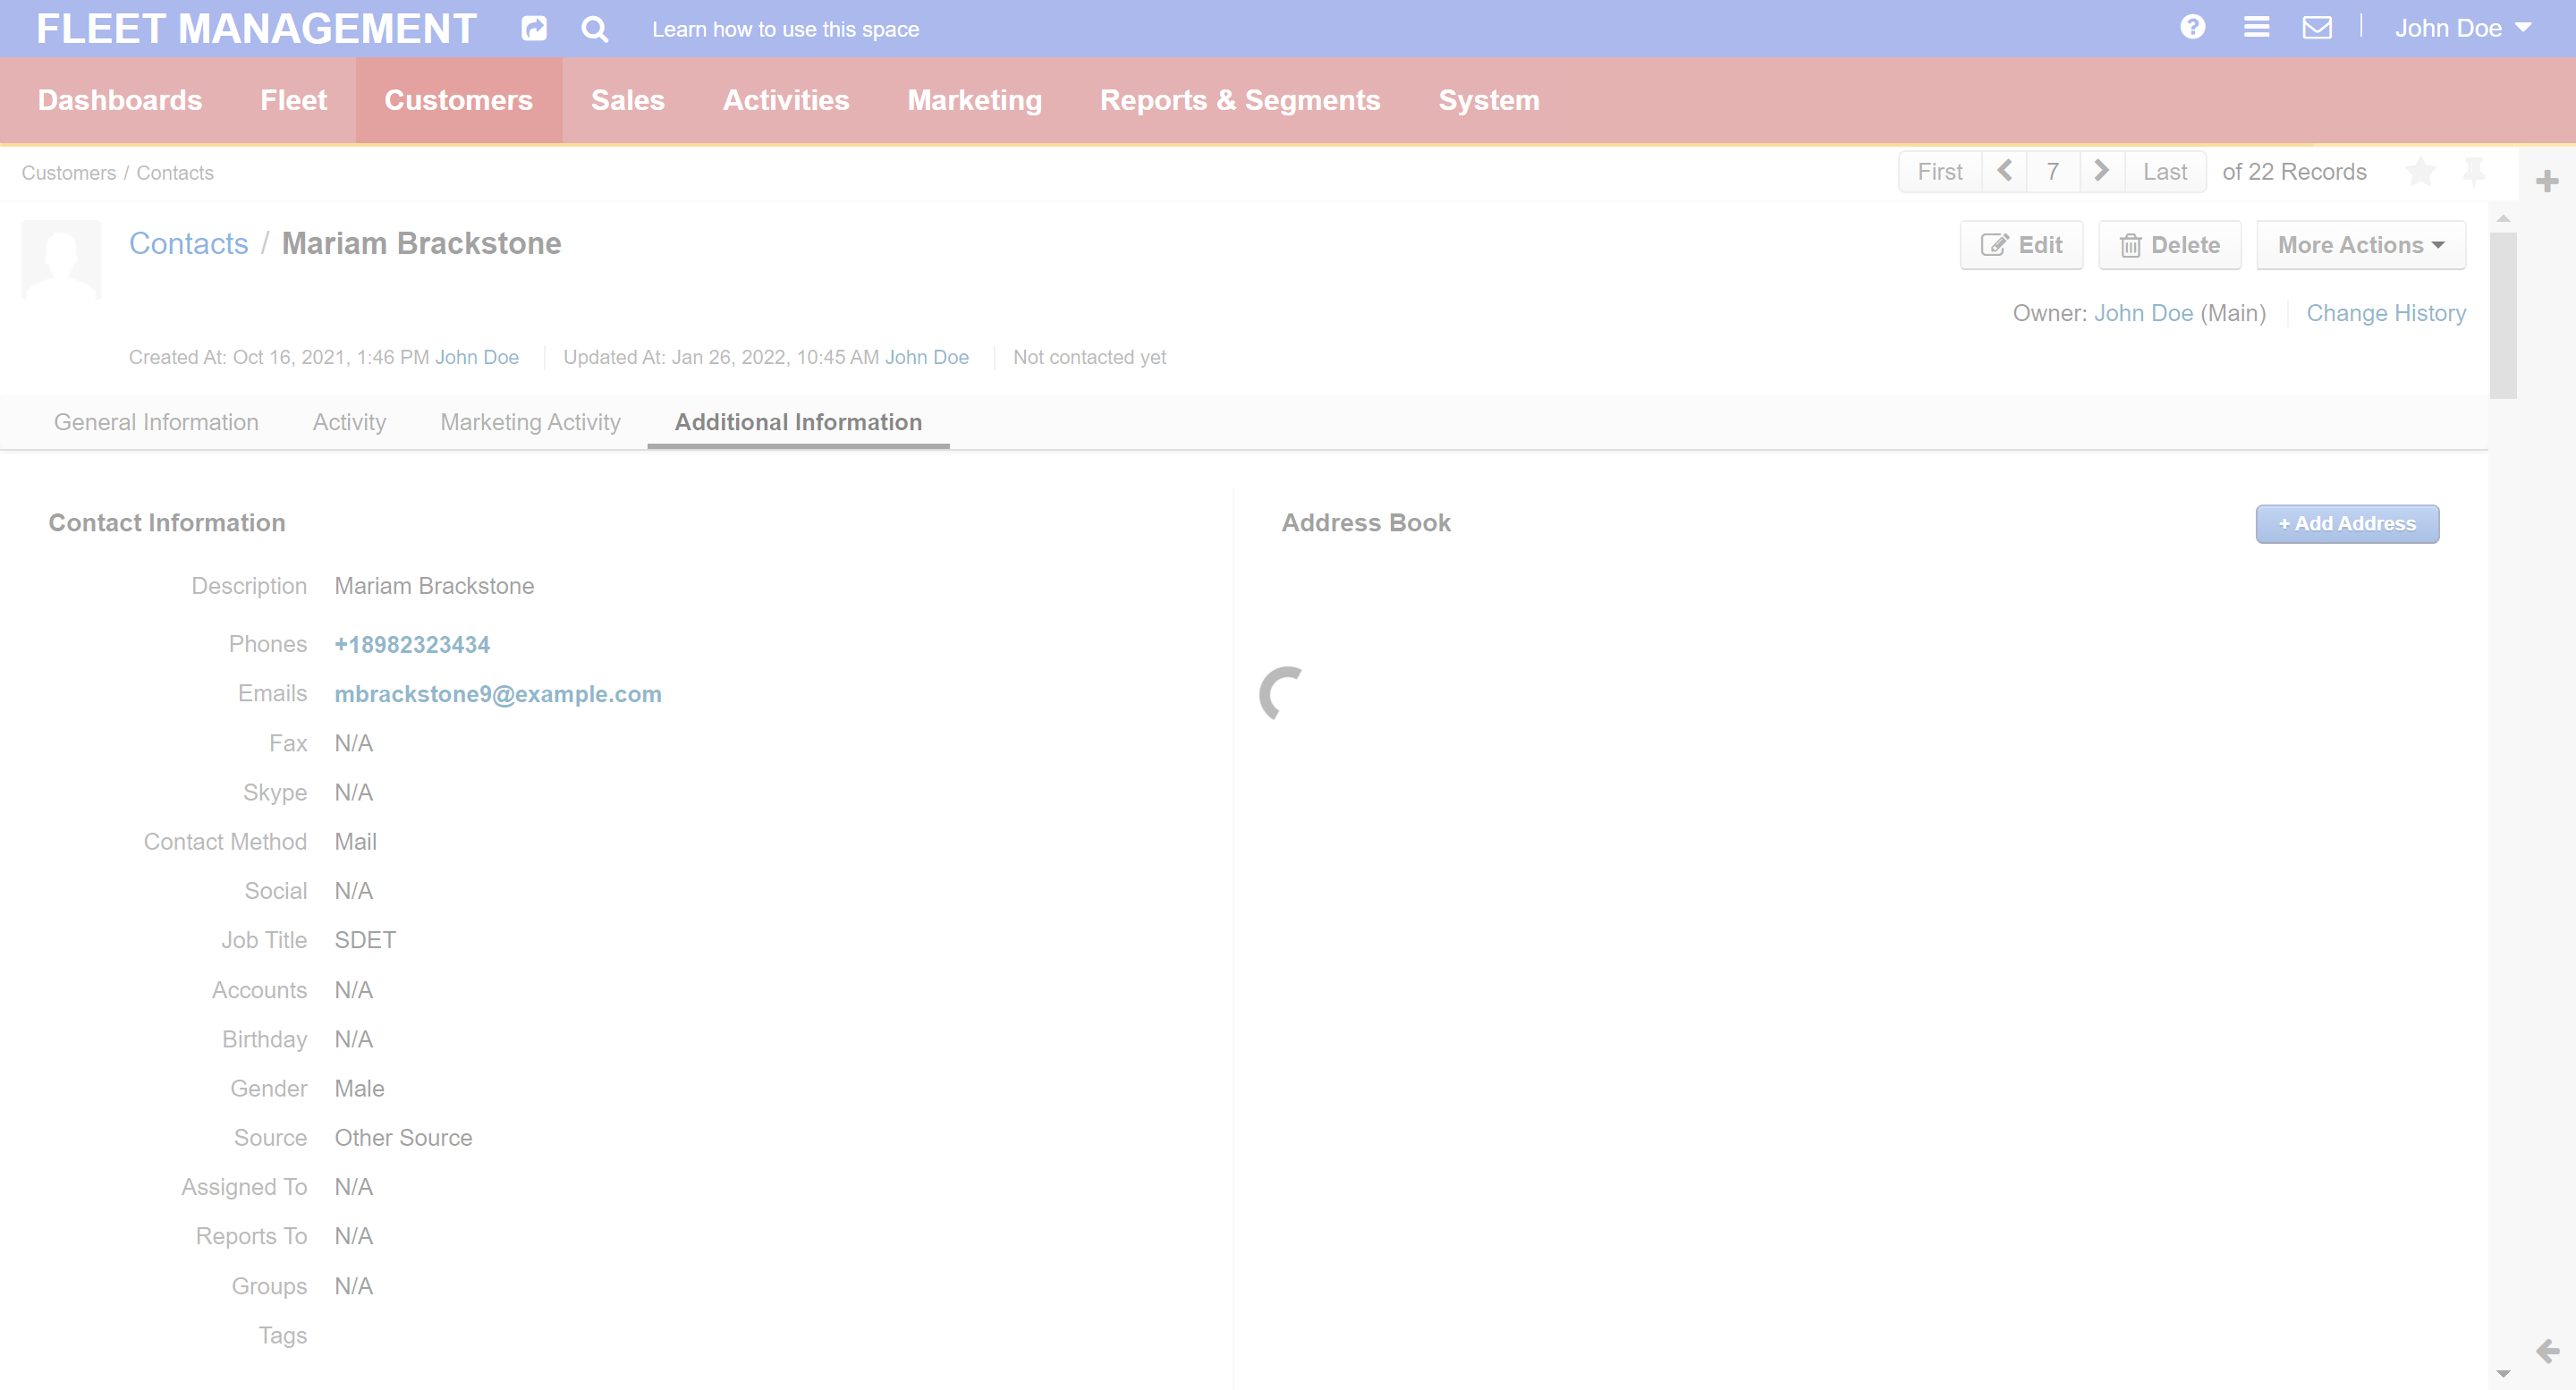 FLEET MANAGEMENT Learn how to use this space John Doe
Dashboards Fleet Customers Sales Activities Marketing Reports & Segments System
Customers / Contacts First 7 Last of 22 Records
Contacts / Mariam Brackstone Edit Delete More Actions
Owner: John Doe (Main) Change History
Created At: Oct 16, 2021, 1:46 PM John Doe Updated At: Jan 26, 2022, 10:45 AM John Doe Not contacted yet
General Information Activity Marketing Activity Additional Information
Contact Information
Description Mariam Brackstone
Phones +18982323434
Emails mbrackstone9@example.com
Fax N/A
Skype N/A
Contact Method Mail
Social N/A
Job Title SDET
Accounts N/A
Birthday N/A
Gender Male
Source Other Source
Assigned To N/A
Reports To N/A
Groups N/A
Tags
Address Book + Add Address